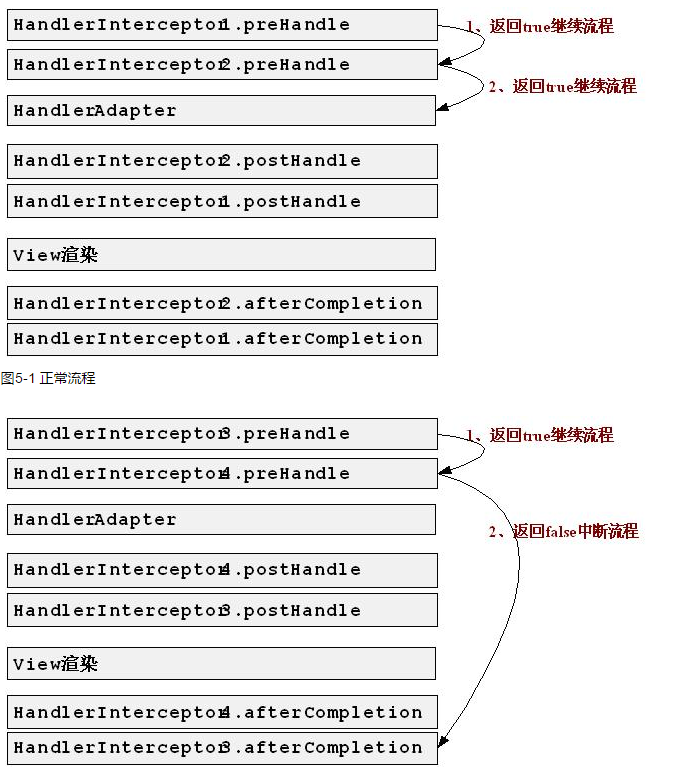 HandlerInterceptor1.preHandle
1、返回true继续流程
HandlerInterceptor2.preHandle
2、返回true继续流程
HandlerAdapter
HandlerInterceptor2.postHandle
HandlerInterceptor1.postHandle
View渲染
HandlerInterceptor2.afterCompletion
HandlerInterceptor1.afterCompletion
图5-1 正常流程
HandlerInterceptor3.preHandle
1、返回true继续流程
HandlerInterceptor4.preHandle
HandlerAdapter
2、返回false中断流程
HandlerInterceptor4.postHandle
HandlerInterceptor3.postHandle
View渲染
HandlerInterceptor4.afterCompletion
HandlerInterceptor3.afterCompletion